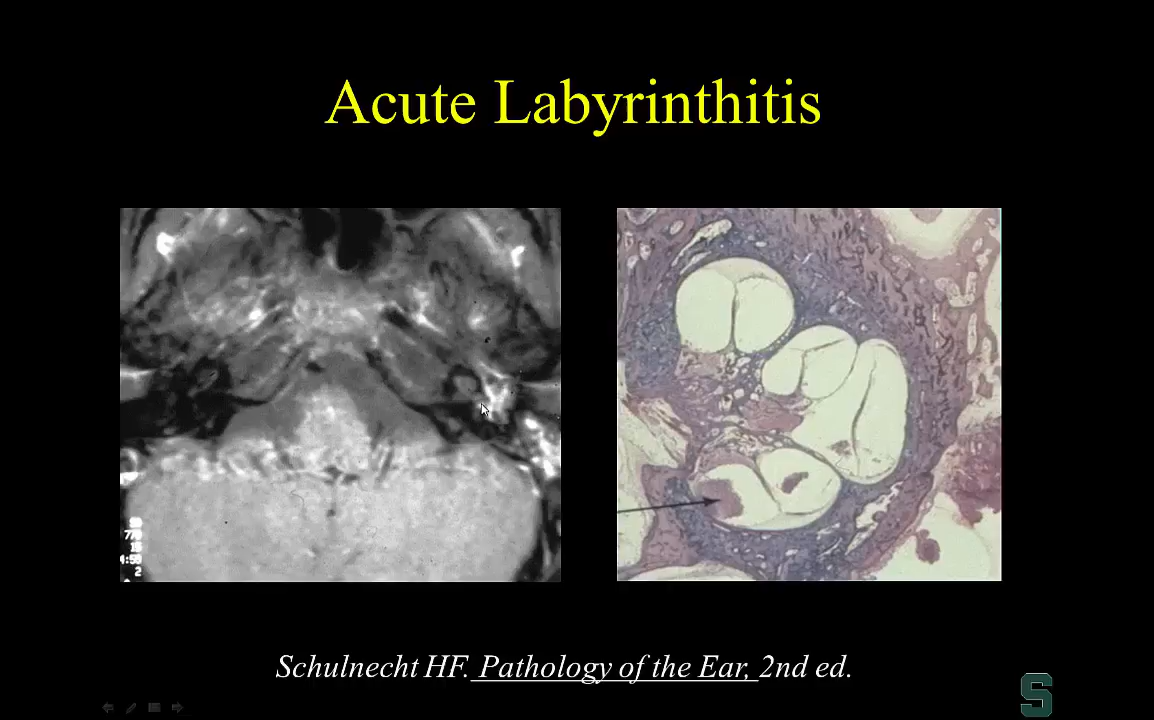 Acute Labyrinthitis
Schulnecht HF. Pathology of the Ear, 2nd ed.
S